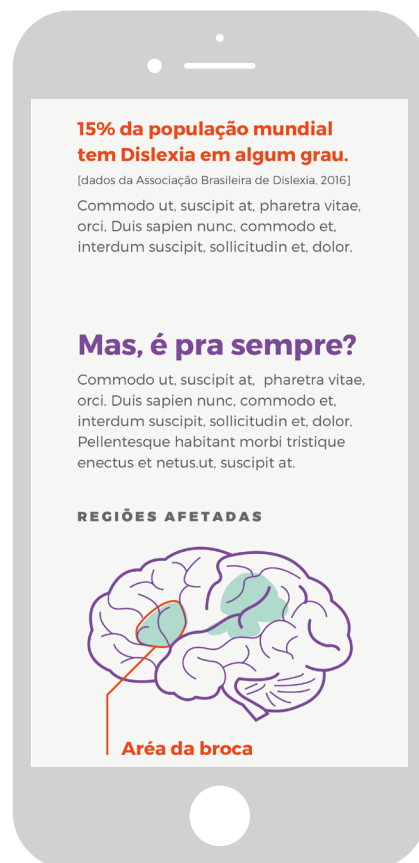 15% da população mundial
tem Dislexia em algum grau.
[dados da Associação Brasileira de Dislexia, 2016]
Commodo ut, suscipit at, pharetra vitae,
orci. Duis sapien nunc, commodo et,
interdum suscipit, sollicitudin et, dolor.
Mas, é pra sempre?
Commodo ut, suscipit at, pharetra vitae,
orci. Duis sapien nunc, commodo et,
interdum suscipit, sollicitudin et, dolor.
Pellentesque habitant morbi tristique
enectus et netus.ut, suscipit at.
REGIÕES AFETADAS
Aréa da broca